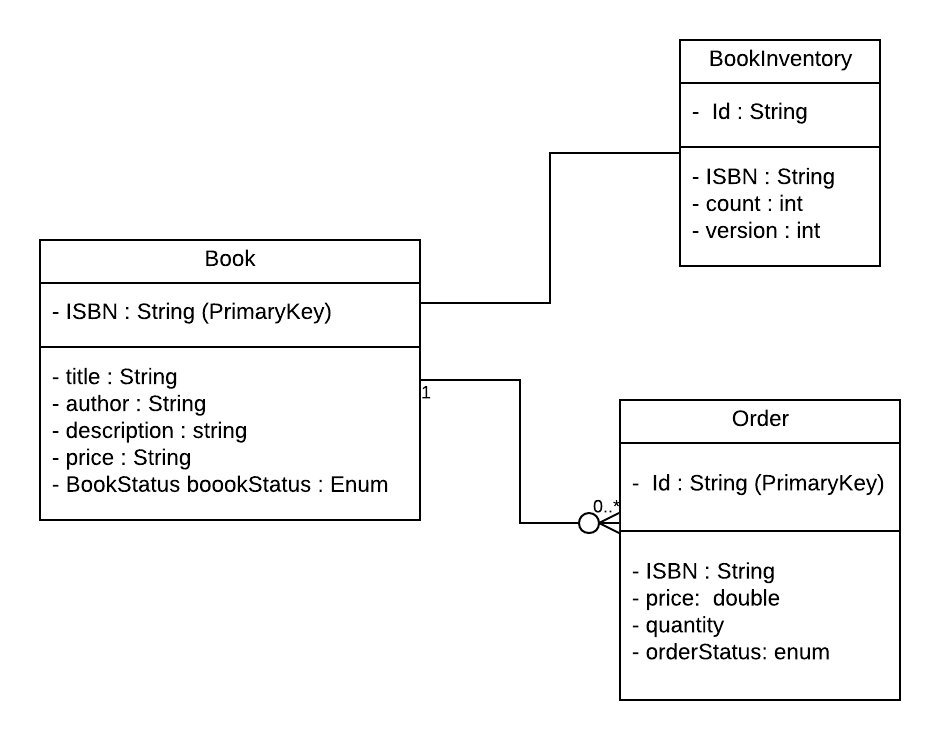 BookInventory
- Id : String
- ISBN : String
- count : int
- version : int
Book
- ISBN : String (PrimaryKey)
- title : String
- author : String
- description : string
- price : String
- BookStatus boookStatus : Enum
1
0..*
Order
- Id : String (PrimaryKey)
- ISBN : String
- price: double
- quantity
- orderStatus: enum